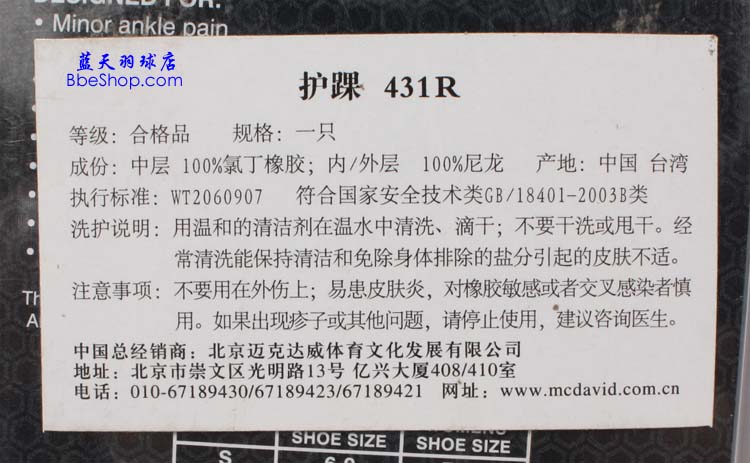 DESIGNED FOR:
• Minor ankle pain
蓝天羽球店
BbeShop.com
护踝 431R
等级: 合格品 规格: 一只
成份: 中层 100%氯丁橡胶; 内/外层 100%尼龙 产地: 中国 台湾
执行标准: WT2060907 符合国家安全技术类GB/18401-2003B类
洗护说明: 用温和的清洁剂在温水中清洗、滴干; 不要干洗或甩干。经
常清洗能保持清洁和免除身体排除的盐分引起的皮肤不适。
注意事项: 不要用在外伤上; 易患皮肤炎, 对橡胶敏感或者交叉感染者慎
用。如果出现疹子或其他问题, 请停止使用, 建议咨询医生。
中国总经销商: 北京迈克达威体育文化发展有限公司
地址: 北京市崇文区光明路13号 亿兴大厦408/410室
电话: 010-67189430/67189423/67189421 网址: www.mcdavid.com.cn
SHOE SIZE SHOE SIZE
S